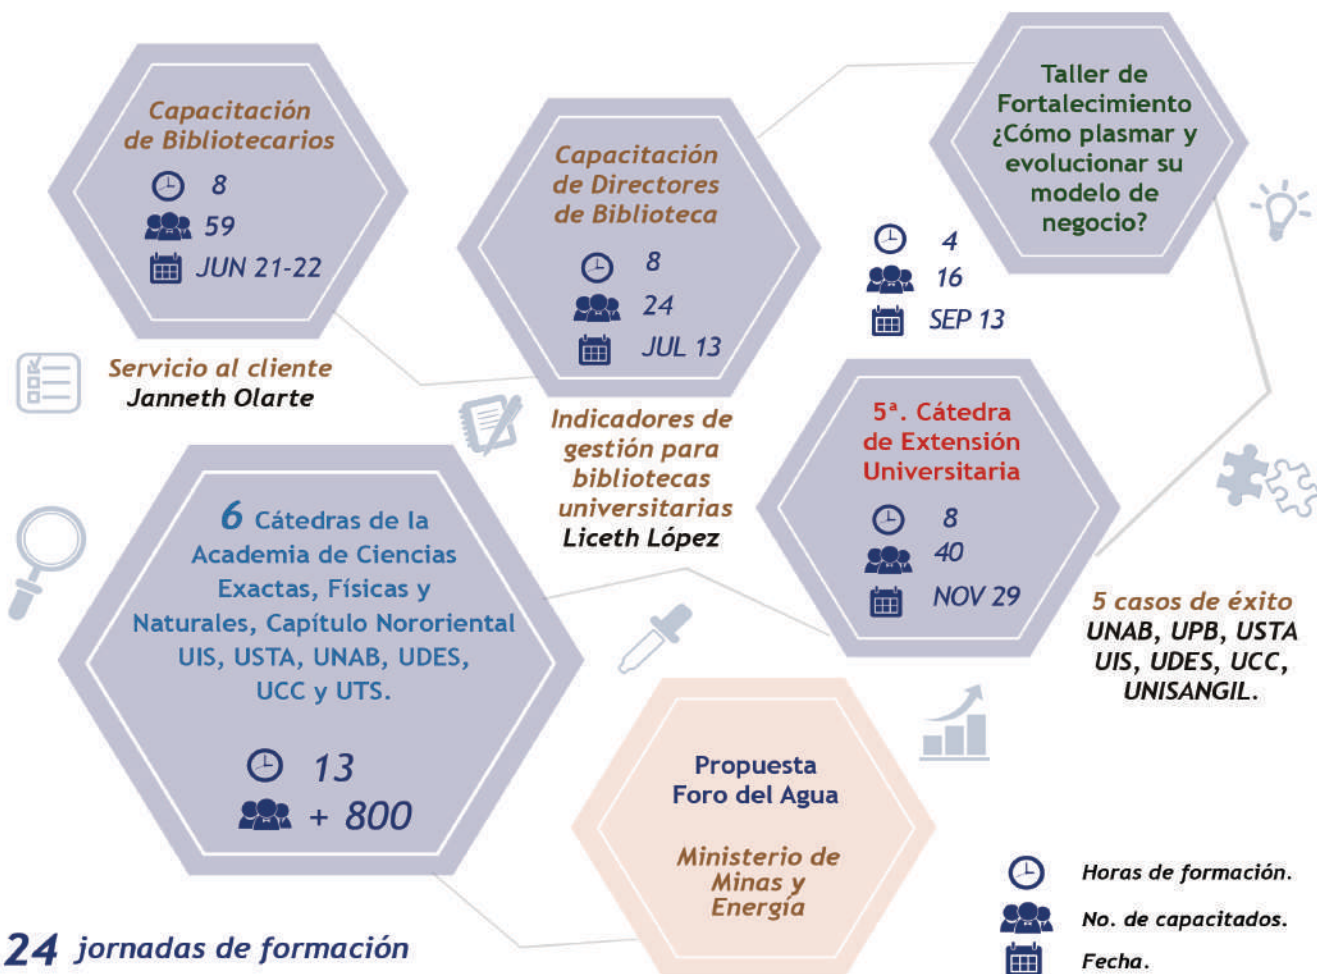 Capacitación
de Bibliotecarios
8
59
JUN 21-22
Servicio al cliente
Janneth Olarte
Capacitación
de Directores
de Biblioteca
8
24
JUL 13
Indicadores de
gestión para
bibliotecas
universitarias
Liceth López
Taller de
Fortalecimiento
¿Cómo plasmar y
evolucionar su
modelo de
negocio?
4
16
SEP 13
5ª. Cátedra
de Extensión
Universitaria
8
40
NOV 29
5 casos de éxito
UNAB, UPB, USTA
UIS, UDES, UCC,
UNISANGIL.
6 Cátedras de la
Academia de Ciencias
Exactas, Físicas y
Naturales, Capítulo Nororiental
UIS, USTA, UNAB, UDES,
UCC y UTS.
13
+ 800
Propuesta
Foro del Agua
Ministerio de
Minas y
Energía
24 jornadas de formación
Horas de formación.
No. de capacitados.
Fecha.